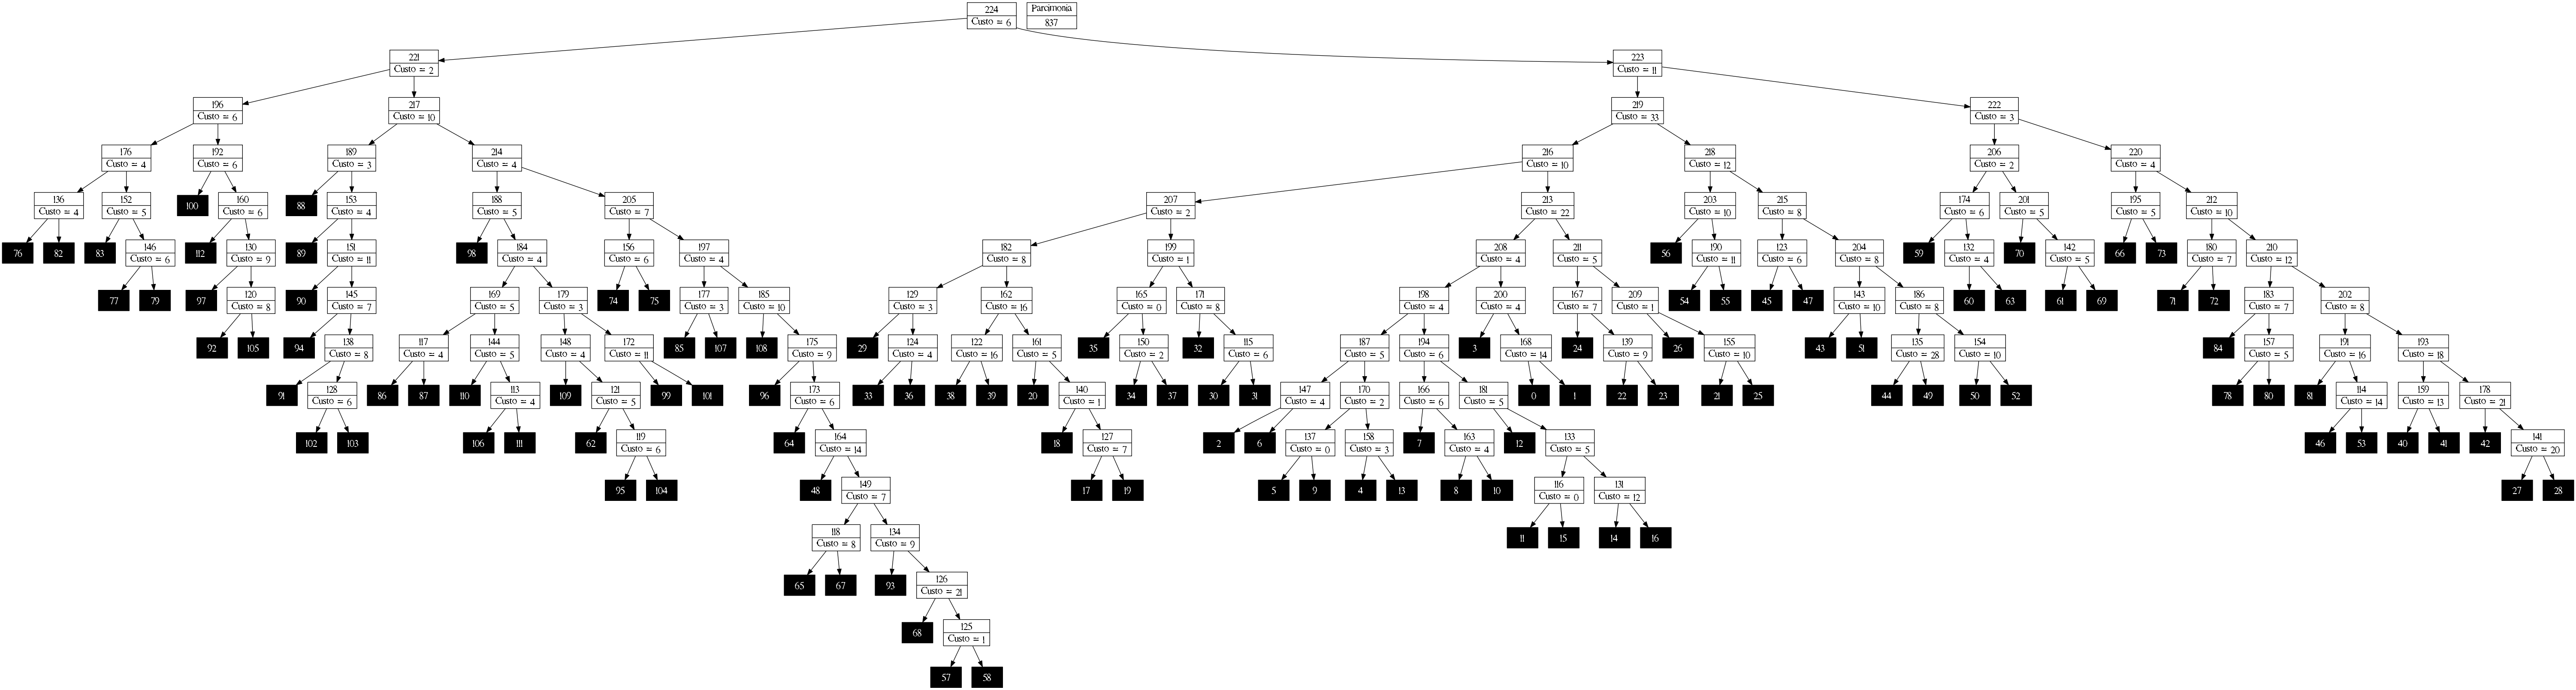 224
Parcimonia
Custo = 6
837
221
Custo = 2
223
Custo = 11
196
Custo = 6
217
Custo = 10
219
Custo = 33
222
Custo = 3
176
Custo = 4
192
Custo = 6
189
Custo = 3
214
Custo = 4
216
Custo = 10
218
Custo = 12
206
Custo = 2
220
Custo = 4
136
Custo = 4
152
Custo = 5
100
160
Custo = 6
88
153
Custo = 4
188
Custo = 5
205
Custo = 7
207
Custo = 2
213
Custo = 22
203
Custo = 10
215
Custo = 8
174
Custo = 6
201
Custo = 5
195
Custo = 5
212
Custo = 10
76
82
83
146
Custo = 6
112
130
Custo = 9
89
151
Custo = 11
98
184
Custo = 4
156
Custo = 6
197
Custo = 4
182
Custo = 8
199
Custo = 1
208
Custo = 4
211
Custo = 5
56
190
Custo = 11
123
Custo = 6
204
Custo = 8
59
132
Custo = 4
70
142
Custo = 5
66
73
180
Custo = 7
210
Custo = 12
77
79
97
120
Custo = 8
90
145
Custo = 7
169
Custo = 5
179
Custo = 3
74
75
177
Custo = 3
185
Custo = 10
129
Custo = 3
162
Custo = 16
165
Custo = 0
171
Custo = 8
198
Custo = 4
200
Custo = 4
167
Custo = 7
209
Custo = 1
54
55
45
47
143
Custo = 10
186
Custo = 8
60
63
61
69
71
72
183
Custo = 7
202
Custo = 8
92
105
94
138
Custo = 8
117
Custo = 4
144
Custo = 5
148
Custo = 4
172
Custo = 11
85
107
108
175
Custo = 9
29
124
Custo = 4
122
Custo = 16
161
Custo = 5
35
150
Custo = 2
32
115
Custo = 6
187
Custo = 5
194
Custo = 6
3
168
Custo = 14
24
139
Custo = 9
26
155
Custo = 10
43
51
135
Custo = 28
154
Custo = 10
84
157
Custo = 5
191
Custo = 16
193
Custo = 18
91
128
Custo = 6
86
87
110
113
Custo = 4
109
121
Custo = 5
99
101
96
173
Custo = 6
33
36
38
39
20
140
Custo = 1
34
37
30
31
147
Custo = 4
170
Custo = 2
166
Custo = 6
181
Custo = 5
0
1
22
23
21
25
44
49
50
52
78
80
81
114
Custo = 14
159
Custo = 13
178
Custo = 21
102
103
106
111
62
119
Custo = 6
64
164
Custo = 14
18
127
Custo = 7
2
6
137
Custo = 0
158
Custo = 3
7
163
Custo = 4
12
133
Custo = 5
46
53
40
41
42
141
Custo = 20
95
104
48
149
Custo = 7
17
19
5
9
4
13
8
10
116
Custo = 0
131
Custo = 12
27
28
118
Custo = 8
134
Custo = 9
11
15
14
16
65
67
93
126
Custo = 21
68
125
Custo = 1
57
58